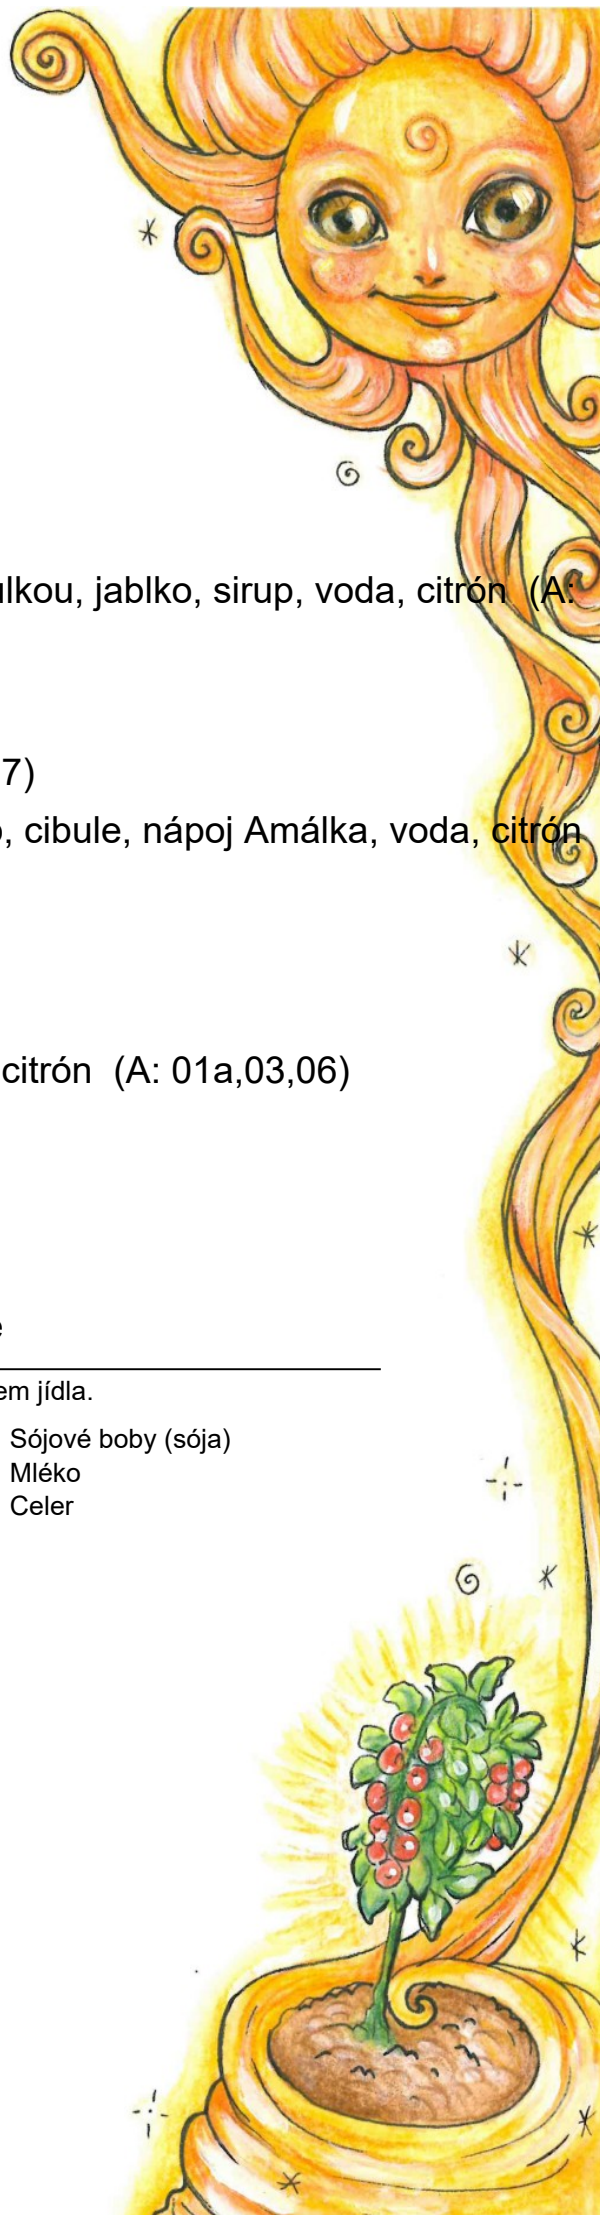 lkou, jablko, sirup, voda, citrón (A:
7)
, cibule, nápoj Amálka, voda, citrón
citrón (A: 01a,03,06)
em jídla.
Sójové boby (sója)
Mléko
Celer